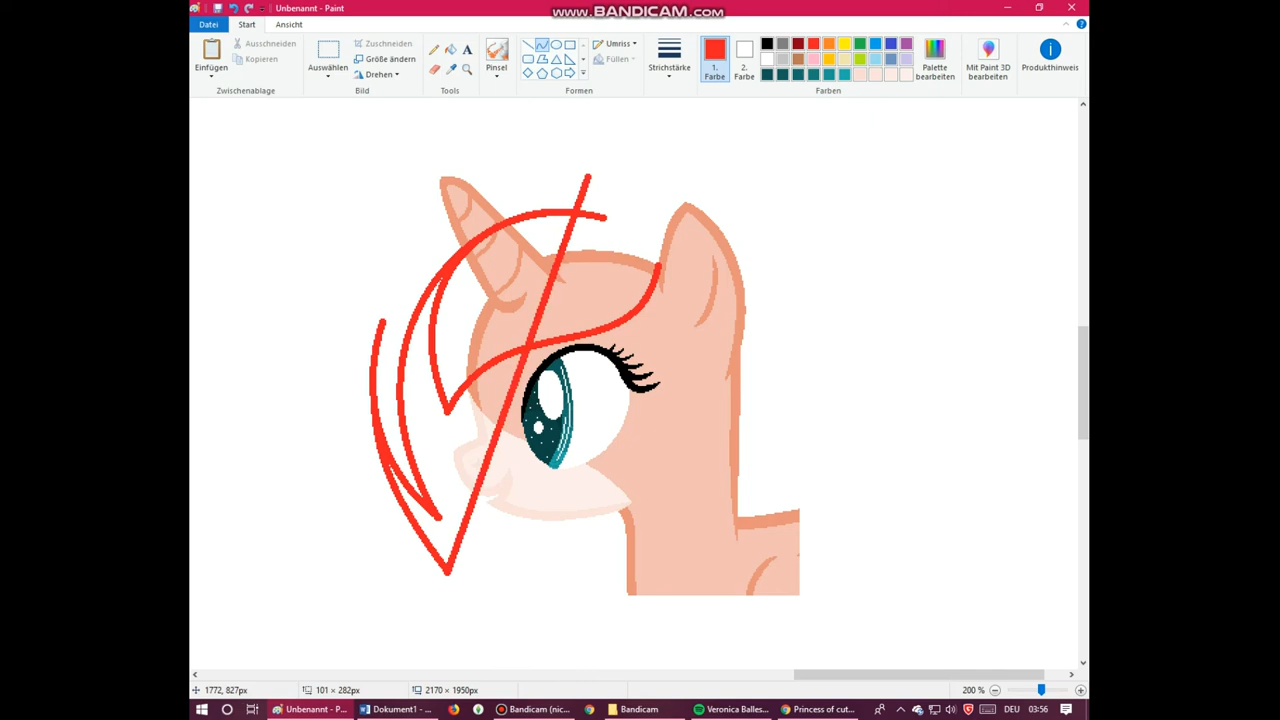 www.BANDICAM.com
Unbenannt - Paint
Datei Start Ansicht
Einfügen
Ausschneiden
Kopieren
Zwischenablage
Auswählen
Zuschneiden
Größe ändern
Drehen
Bild
A
Tools
Pinsel
Umriss
Füllen
Formen
Strichstärke
1. Farbe
2. Farbe
Farben
Palette bearbeiten
Mit Paint 3D bearbeiten
Produkthinweis
1772, 827px 101 × 282px 2170 × 1950px 200 %
Unbenannt - P... Dokument1 - ... Bandicam (nic... Bandicam Veronica Balles... Princess of cut... DEU 03:56